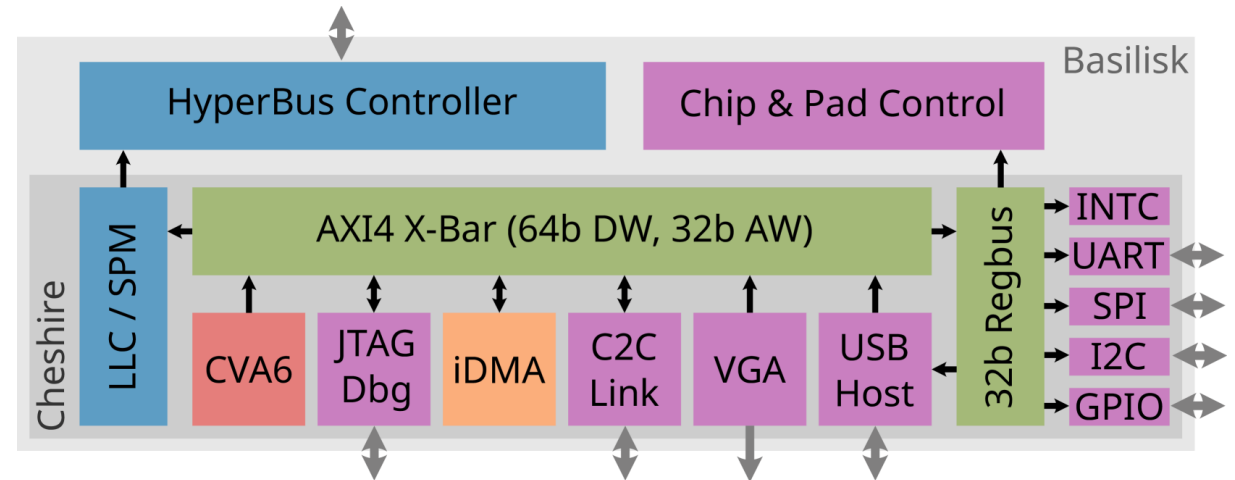 Basilisk
HyperBus Controller
Chip & Pad Control
Cheshire
LLC / SPM
AXI4 X-Bar (64b DW, 32b AW)
32b Regbus
INTC
UART
SPI
I2C
GPIO
CVA6
JTAG
Dbg
iDMA
C2C
Link
VGA
USB
Host